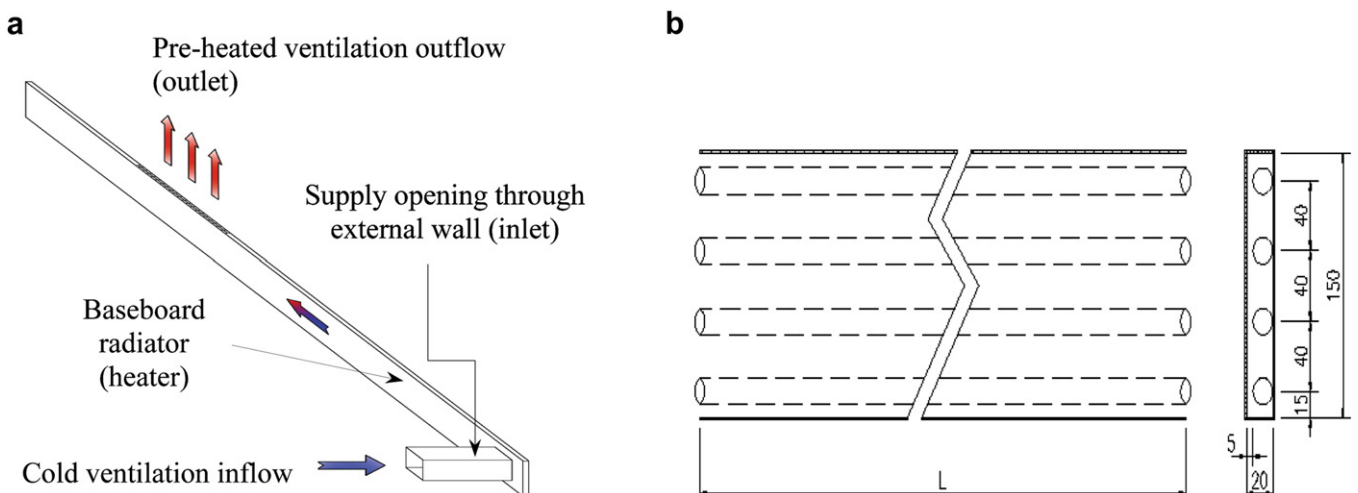 a
Pre-heated ventilation outflow
(outlet)
Supply opening through
external wall (inlet)
Baseboard
radiator
(heater)
Cold ventilation inflow
b
40
40
40
15
150
5
20
L